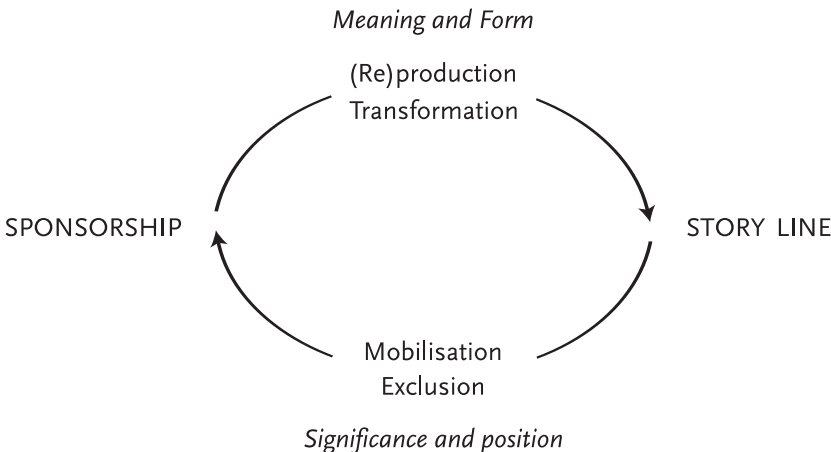 Meaning and Form
(Re)production
Transformation
SPONSORSHIP
STORY LINE
Mobilisation
Exclusion
Significance and position